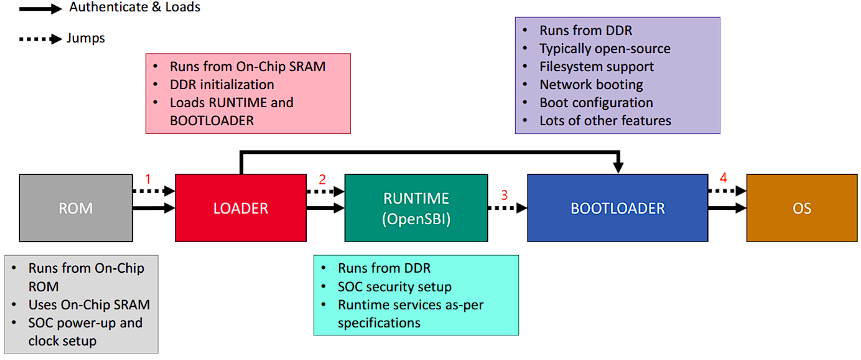 Authenticate & Loads
Jumps
• Runs from On-Chip SRAM
• DDR initialization
• Loads RUNTIME and
BOOTLOADER
• Runs from DDR
• Typically open-source
• Filesystem support
• Network booting
• Boot configuration
• Lots of other features
1
2
3
4
ROM
LOADER
RUNTIME
(OpenSBI)
BOOTLOADER
OS
• Runs from On-Chip
ROM
• Uses On-Chip SRAM
• SOC power-up and
clock setup
• Runs from DDR
• SOC security setup
• Runtime services as-per
specifications